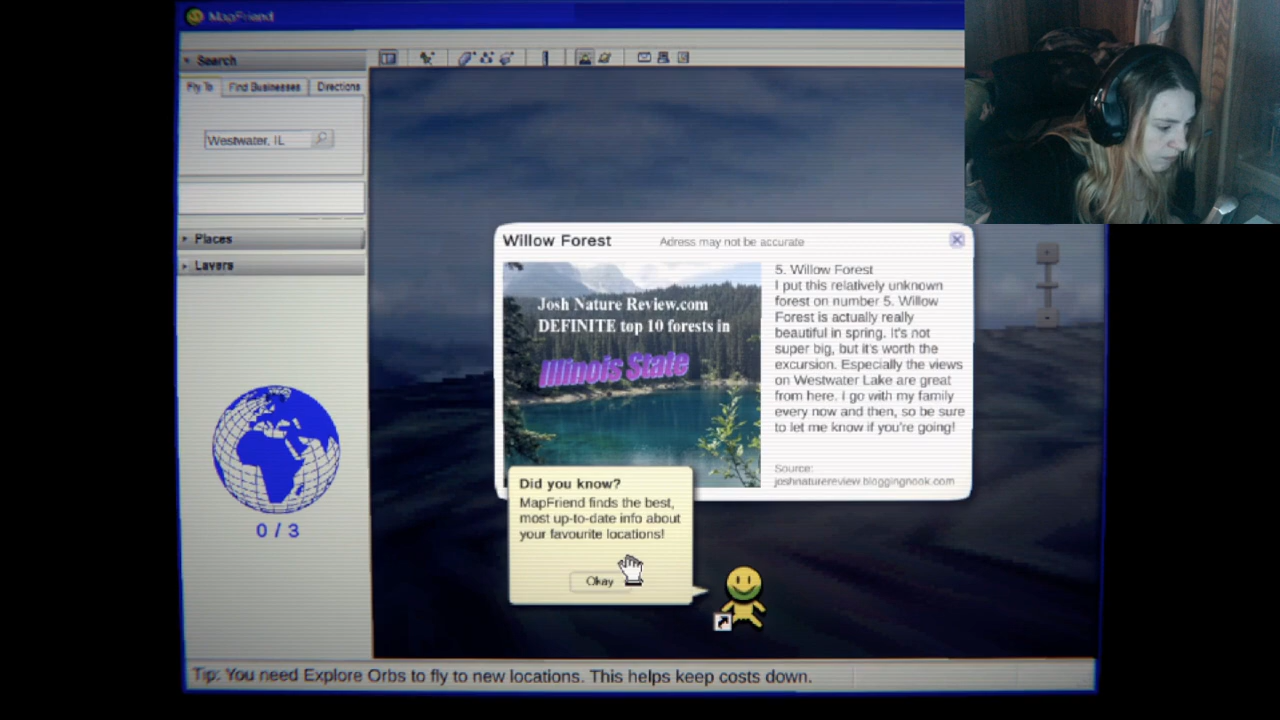 MapFriend
Search
Fly To
Find Businesses
Directions
Westwater, IL
Places
Layers
0 / 3
Willow Forest
Adress may not be accurate
Josh Nature Review.com
DEFINITE top 10 forests in
Illinois State
5. Willow Forest
I put this relatively unknown
forest on number 5. Willow
Forest is actually really
beautiful in spring. It's not
super big, but it's worth the
excursion. Especially the views
on Westwater Lake are great
from here. I go with my family
every now and then, so be sure
to let me know if you're going!
Source:
joshnaturereview.bloggingnook.com
Did you know?
MapFriend finds the best,
most up-to-date info about
your favourite locations!
Okay
Tip: You need Explore Orbs to fly to new locations. This helps keep costs down.